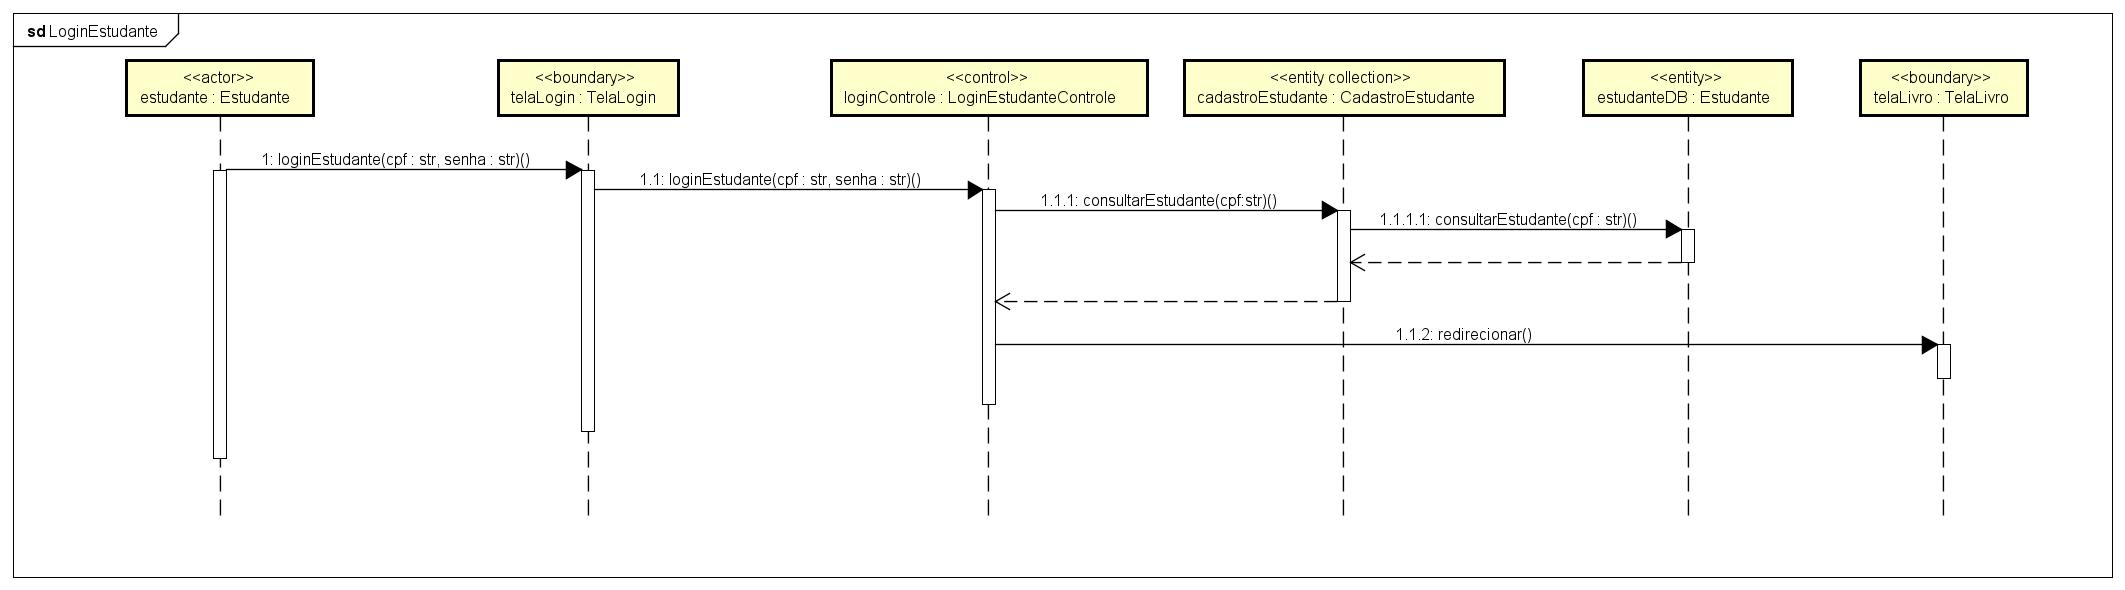 sd LoginEstudante
<<actor>>
estudante : Estudante
<<boundary>>
telaLogin : TelaLogin
<<control>>
loginControle : LoginEstudanteControle
<<entity collection>>
cadastroEstudante : CadastroEstudante
<<entity>>
estudanteDB : Estudante
<<boundary>>
telaLivro : TelaLivro
1: loginEstudante(cpf : str, senha : str)()
1.1: loginEstudante(cpf : str, senha : str)()
1.1.1: consultarEstudante(cpf:str)()
1.1.1.1: consultarEstudante(cpf : str)()
1.1.2: redirecionar()